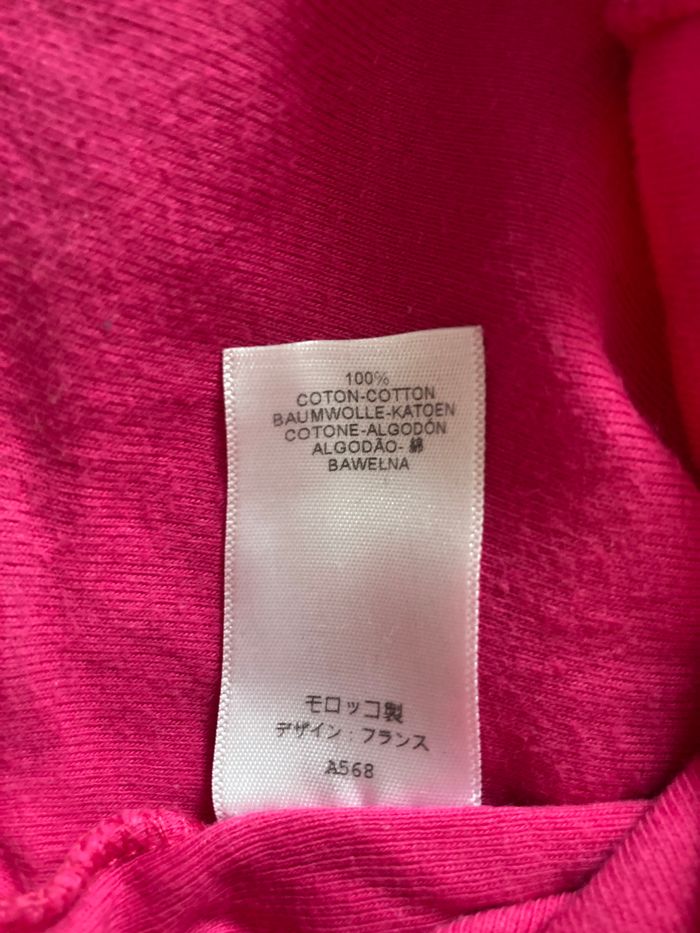 100%
COTON-COTTON
BAUMWOLLE-KATOEN
COTONE-ALGODÓN
ALGODÃO- 綿
BAWEŁNA
モロッコ製
デザイン : フランス
A568